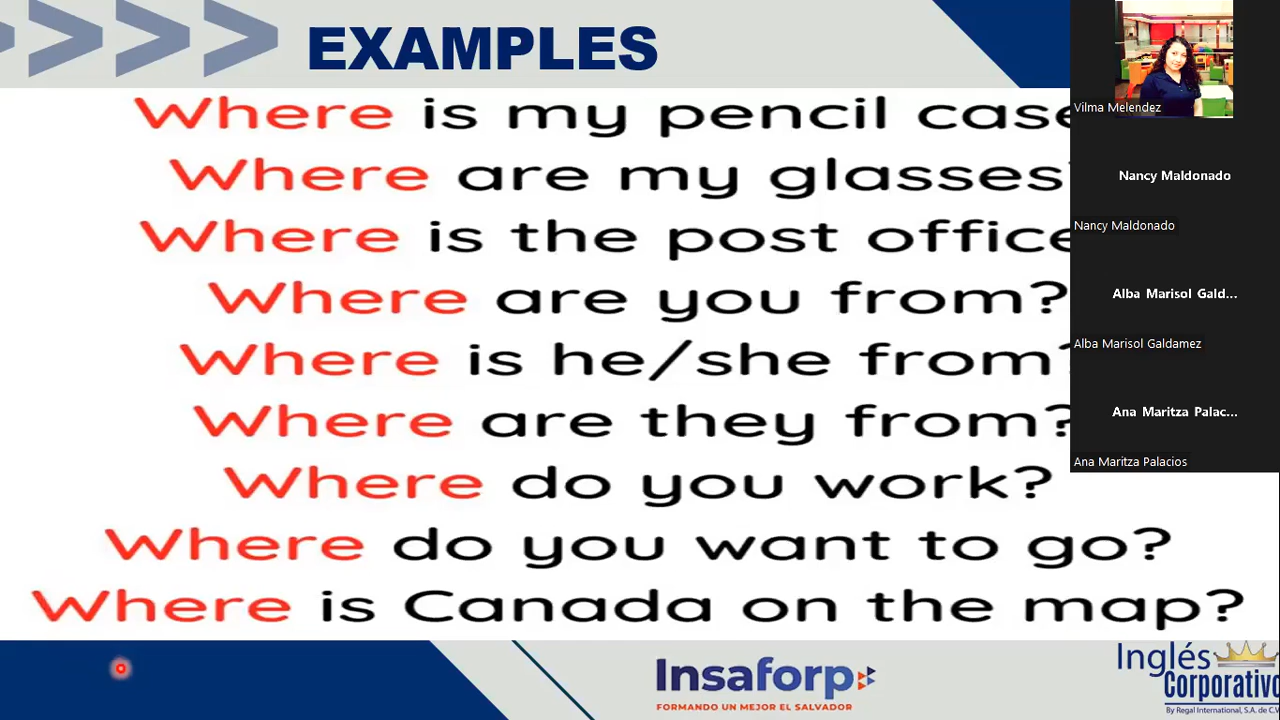 EXAMPLES
Where is my pencil case
Where are my glasses?
Where is the post office
Where are you from?
Where is he/she from?
Where are they from?
Where do you work?
Where do you want to go?
Where is Canada on the map?
Vilma Melendez
Nancy Maldonado
Nancy Maldonado
Alba Marisol Gald...
Alba Marisol Galdamez
Ana Maritza Palac...
Ana Maritza Palacios
Insaforp
FORMANDO UN MEJOR EL SALVADOR
Inglés
Corporativo
By Regal International, S.A. de C.V